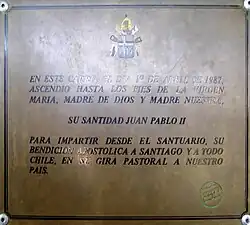 EN ESTE CERRO EL DIA 1º DE ABRIL DE 1987,
ASCENDIO HASTA LOS PIES DE LA VIRGEN
MARIA, MADRE DE DIOS Y MADRE NUESTRA,
SU SANTIDAD JUAN PABLO II
PARA IMPARTIR DESDE EL SANTUARIO, SU
BENDICION APOSTOLICA A SANTIAGO Y A TODO
CHILE, EN SU GIRA PASTORAL A NUESTRO
PAIS.